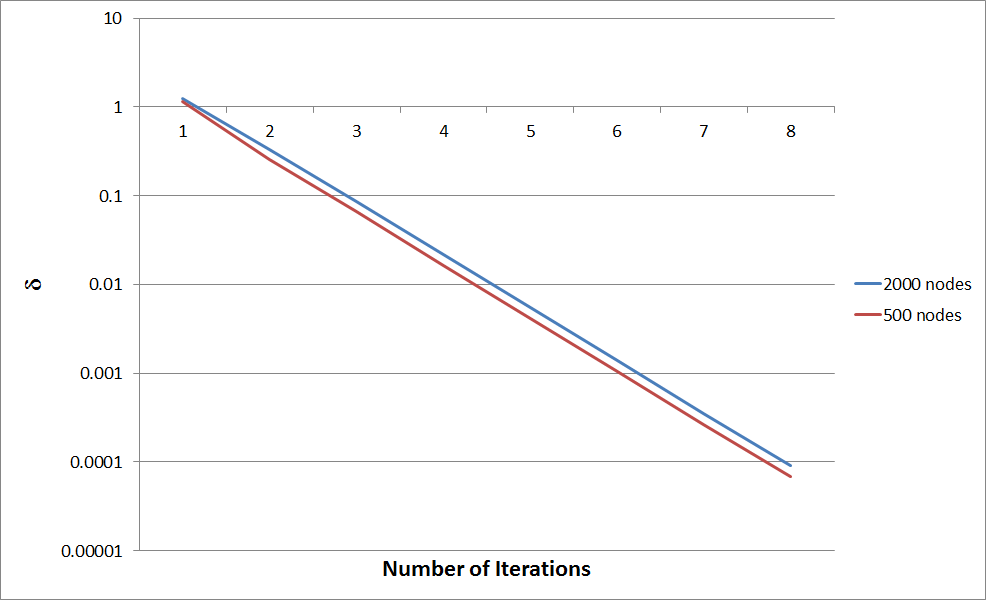 10
1
1 2 3 4 5 6 7 8
0.1
0.01
0.001
0.0001
0.00001
δ
Number of Iterations
2000 nodes
500 nodes